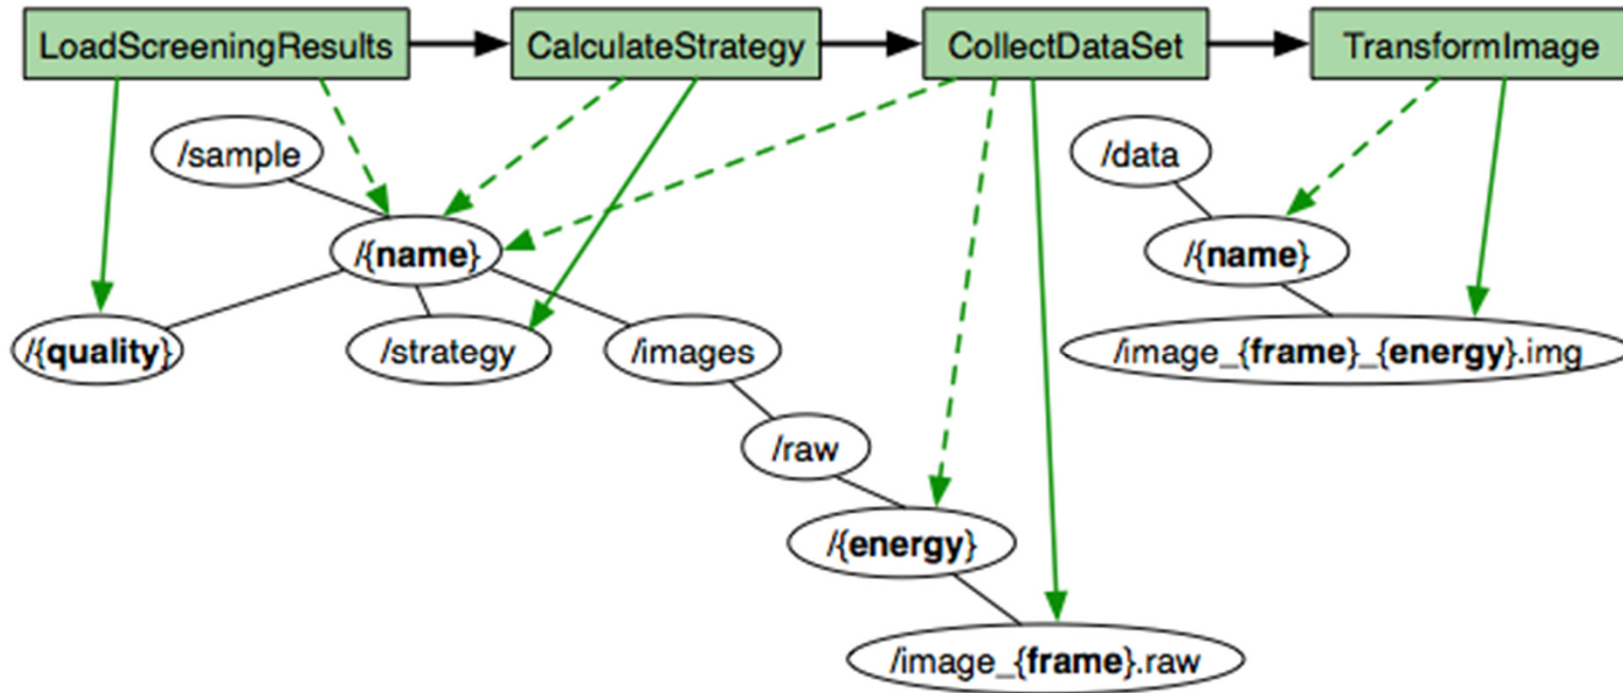 LoadScreeningResults
CalculateStrategy
CollectDataSet
TransformImage
/sample
/data
/{name}
/{name}
/{quality}
/strategy
/images
/image_{frame}_{energy}.img
/raw
/{energy}
/image_{frame}.raw